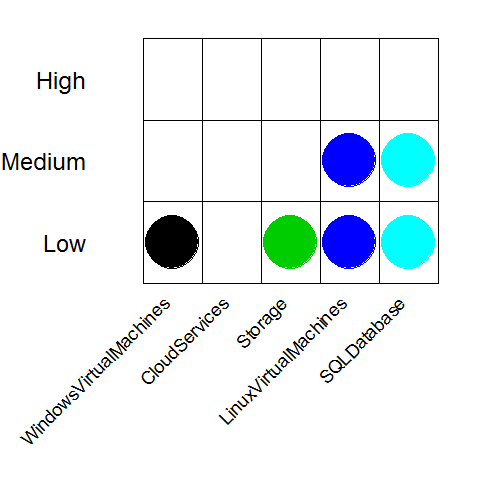 High
Medium
Low
WindowsVirtualMachines
CloudServices
Storage
LinuxVirtualMachines
SQLDatabase